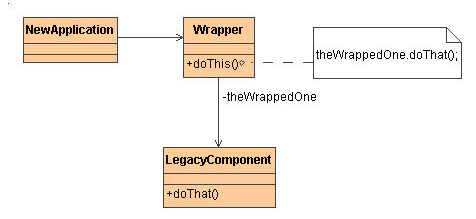 NewApplication
Wrapper
+doThis()
theWrappedOne.doThat();
-theWrappedOne
LegacyComponent
+doThat()